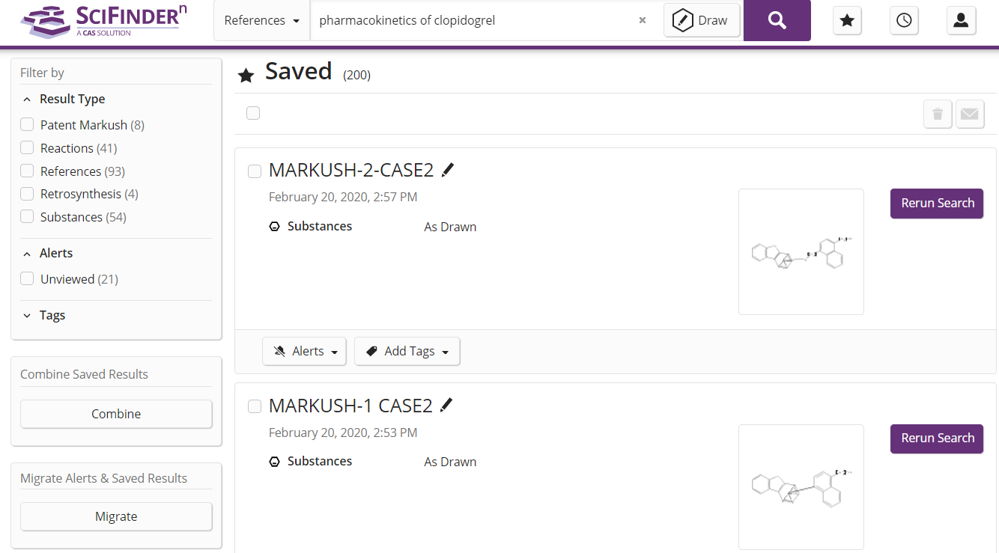 SCIFINDER n
A CAS SOLUTION
References
pharmacokinetics of clopidogrel
×
Draw
Filter by
Result Type
Patent Markush (8)
Reactions (41)
References (93)
Retrosynthesis (4)
Substances (54)
Alerts
Unviewed (21)
Tags
Combine Saved Results
Combine
Migrate Alerts & Saved Results
Migrate
Saved (200)
MARKUSH-2-CASE2
February 20, 2020, 2:57 PM
Substances As Drawn
Rerun Search
Alerts Add Tags
MARKUSH-1 CASE2
February 20, 2020, 2:53 PM
Substances As Drawn
Rerun Search